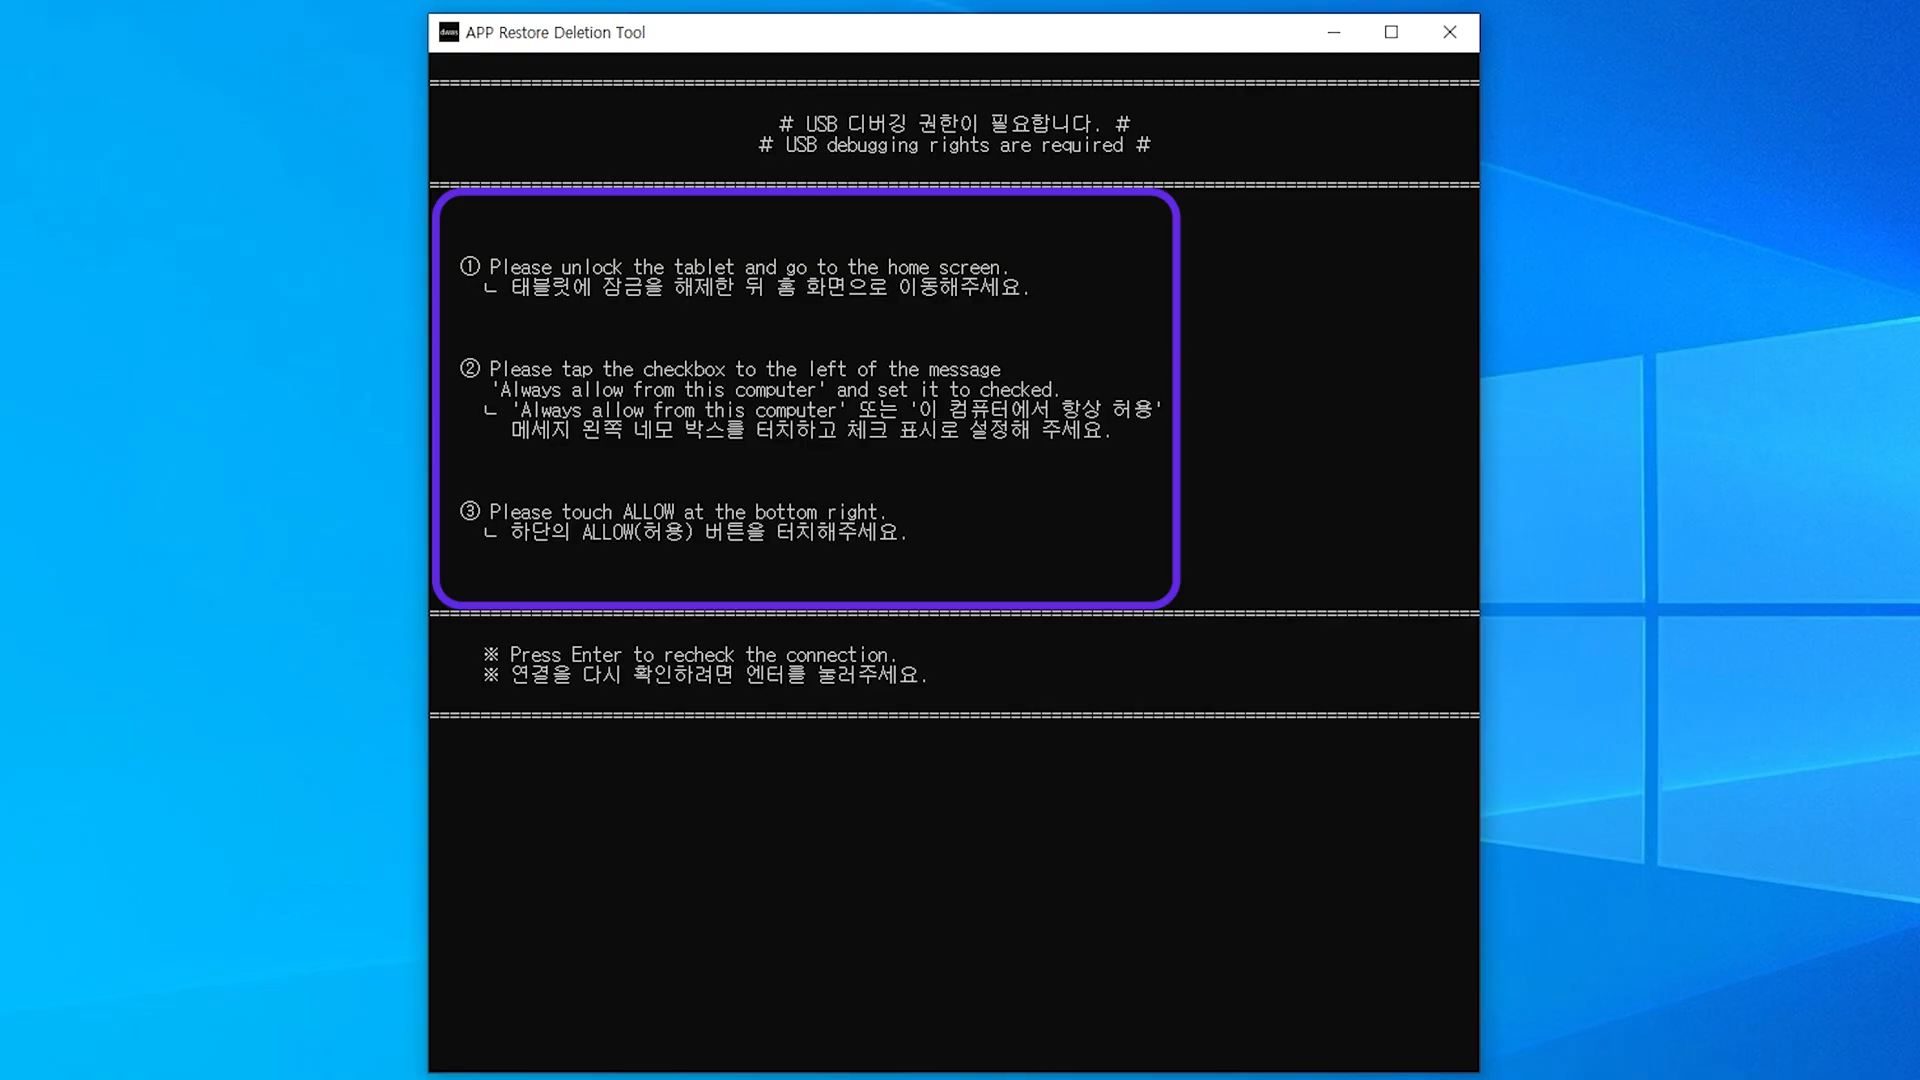 APP Restore Deletion Tool
# USB 디버깅 권한이 필요합니다. #
# USB debugging rights are required #
① Please unlock the tablet and go to the home screen.
ㄴ 태블릿에 잠금을 해제한 뒤 홈 화면으로 이동해주세요.
② Please tap the checkbox to the left of the message
'Always allow from this computer' and set it to checked.
ㄴ 'Always allow from this computer' 또는 '이 컴퓨터에서 항상 허용'
메세지 왼쪽 네모 박스를 터치하고 체크 표시로 설정해 주세요.
③ Please touch ALLOW at the bottom right.
ㄴ 하단의 ALLOW(허용) 버튼을 터치해주세요.
※ Press Enter to recheck the connection.
※ 연결을 다시 확인하려면 엔터를 눌러주세요.